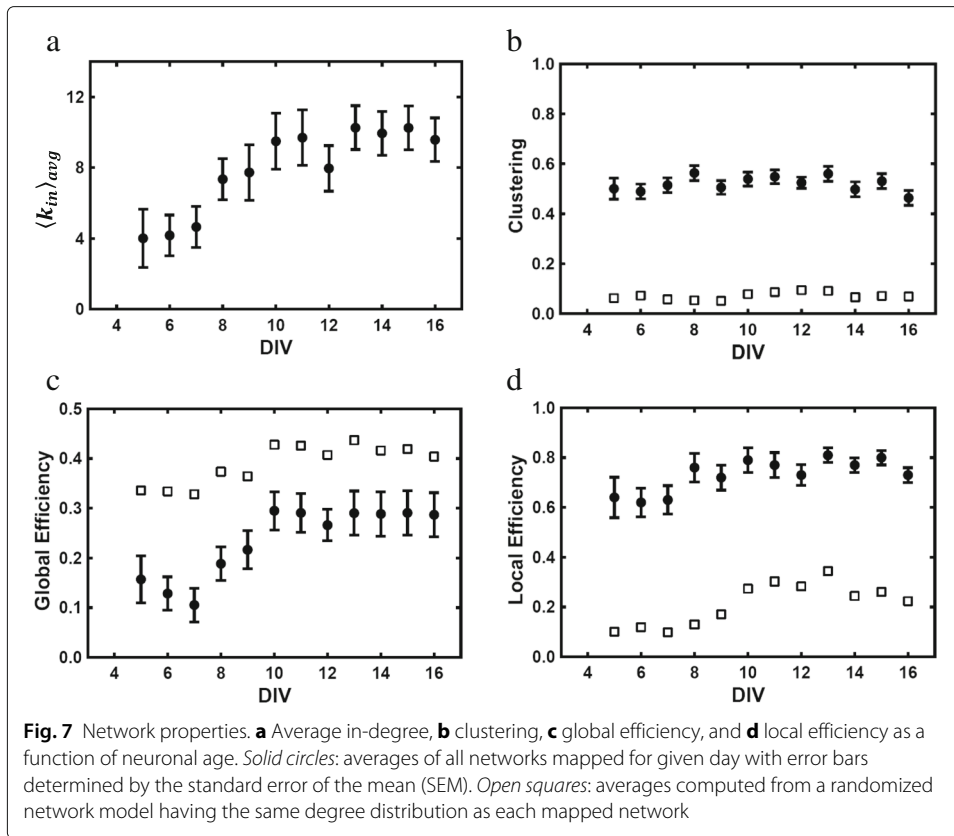 a
⟨k_in⟩_avg
12
8
4
0
4 6 8 10 12 14 16
DIV
b
Clustering
1.0
0.8
0.6
0.4
0.2
0.0
4 6 8 10 12 14 16
DIV
c
Global Efficiency
0.5
0.4
0.3
0.2
0.1
0.0
4 6 8 10 12 14 16
DIV
d
Local Efficiency
1.0
0.8
0.6
0.4
0.2
0.0
4 6 8 10 12 14 16
DIV
Fig. 7 Network properties. a Average in-degree, b clustering, c global efficiency, and d local efficiency as a
function of neuronal age. Solid circles: averages of all networks mapped for given day with error bars
determined by the standard error of the mean (SEM). Open squares: averages computed from a randomized
network model having the same degree distribution as each mapped network